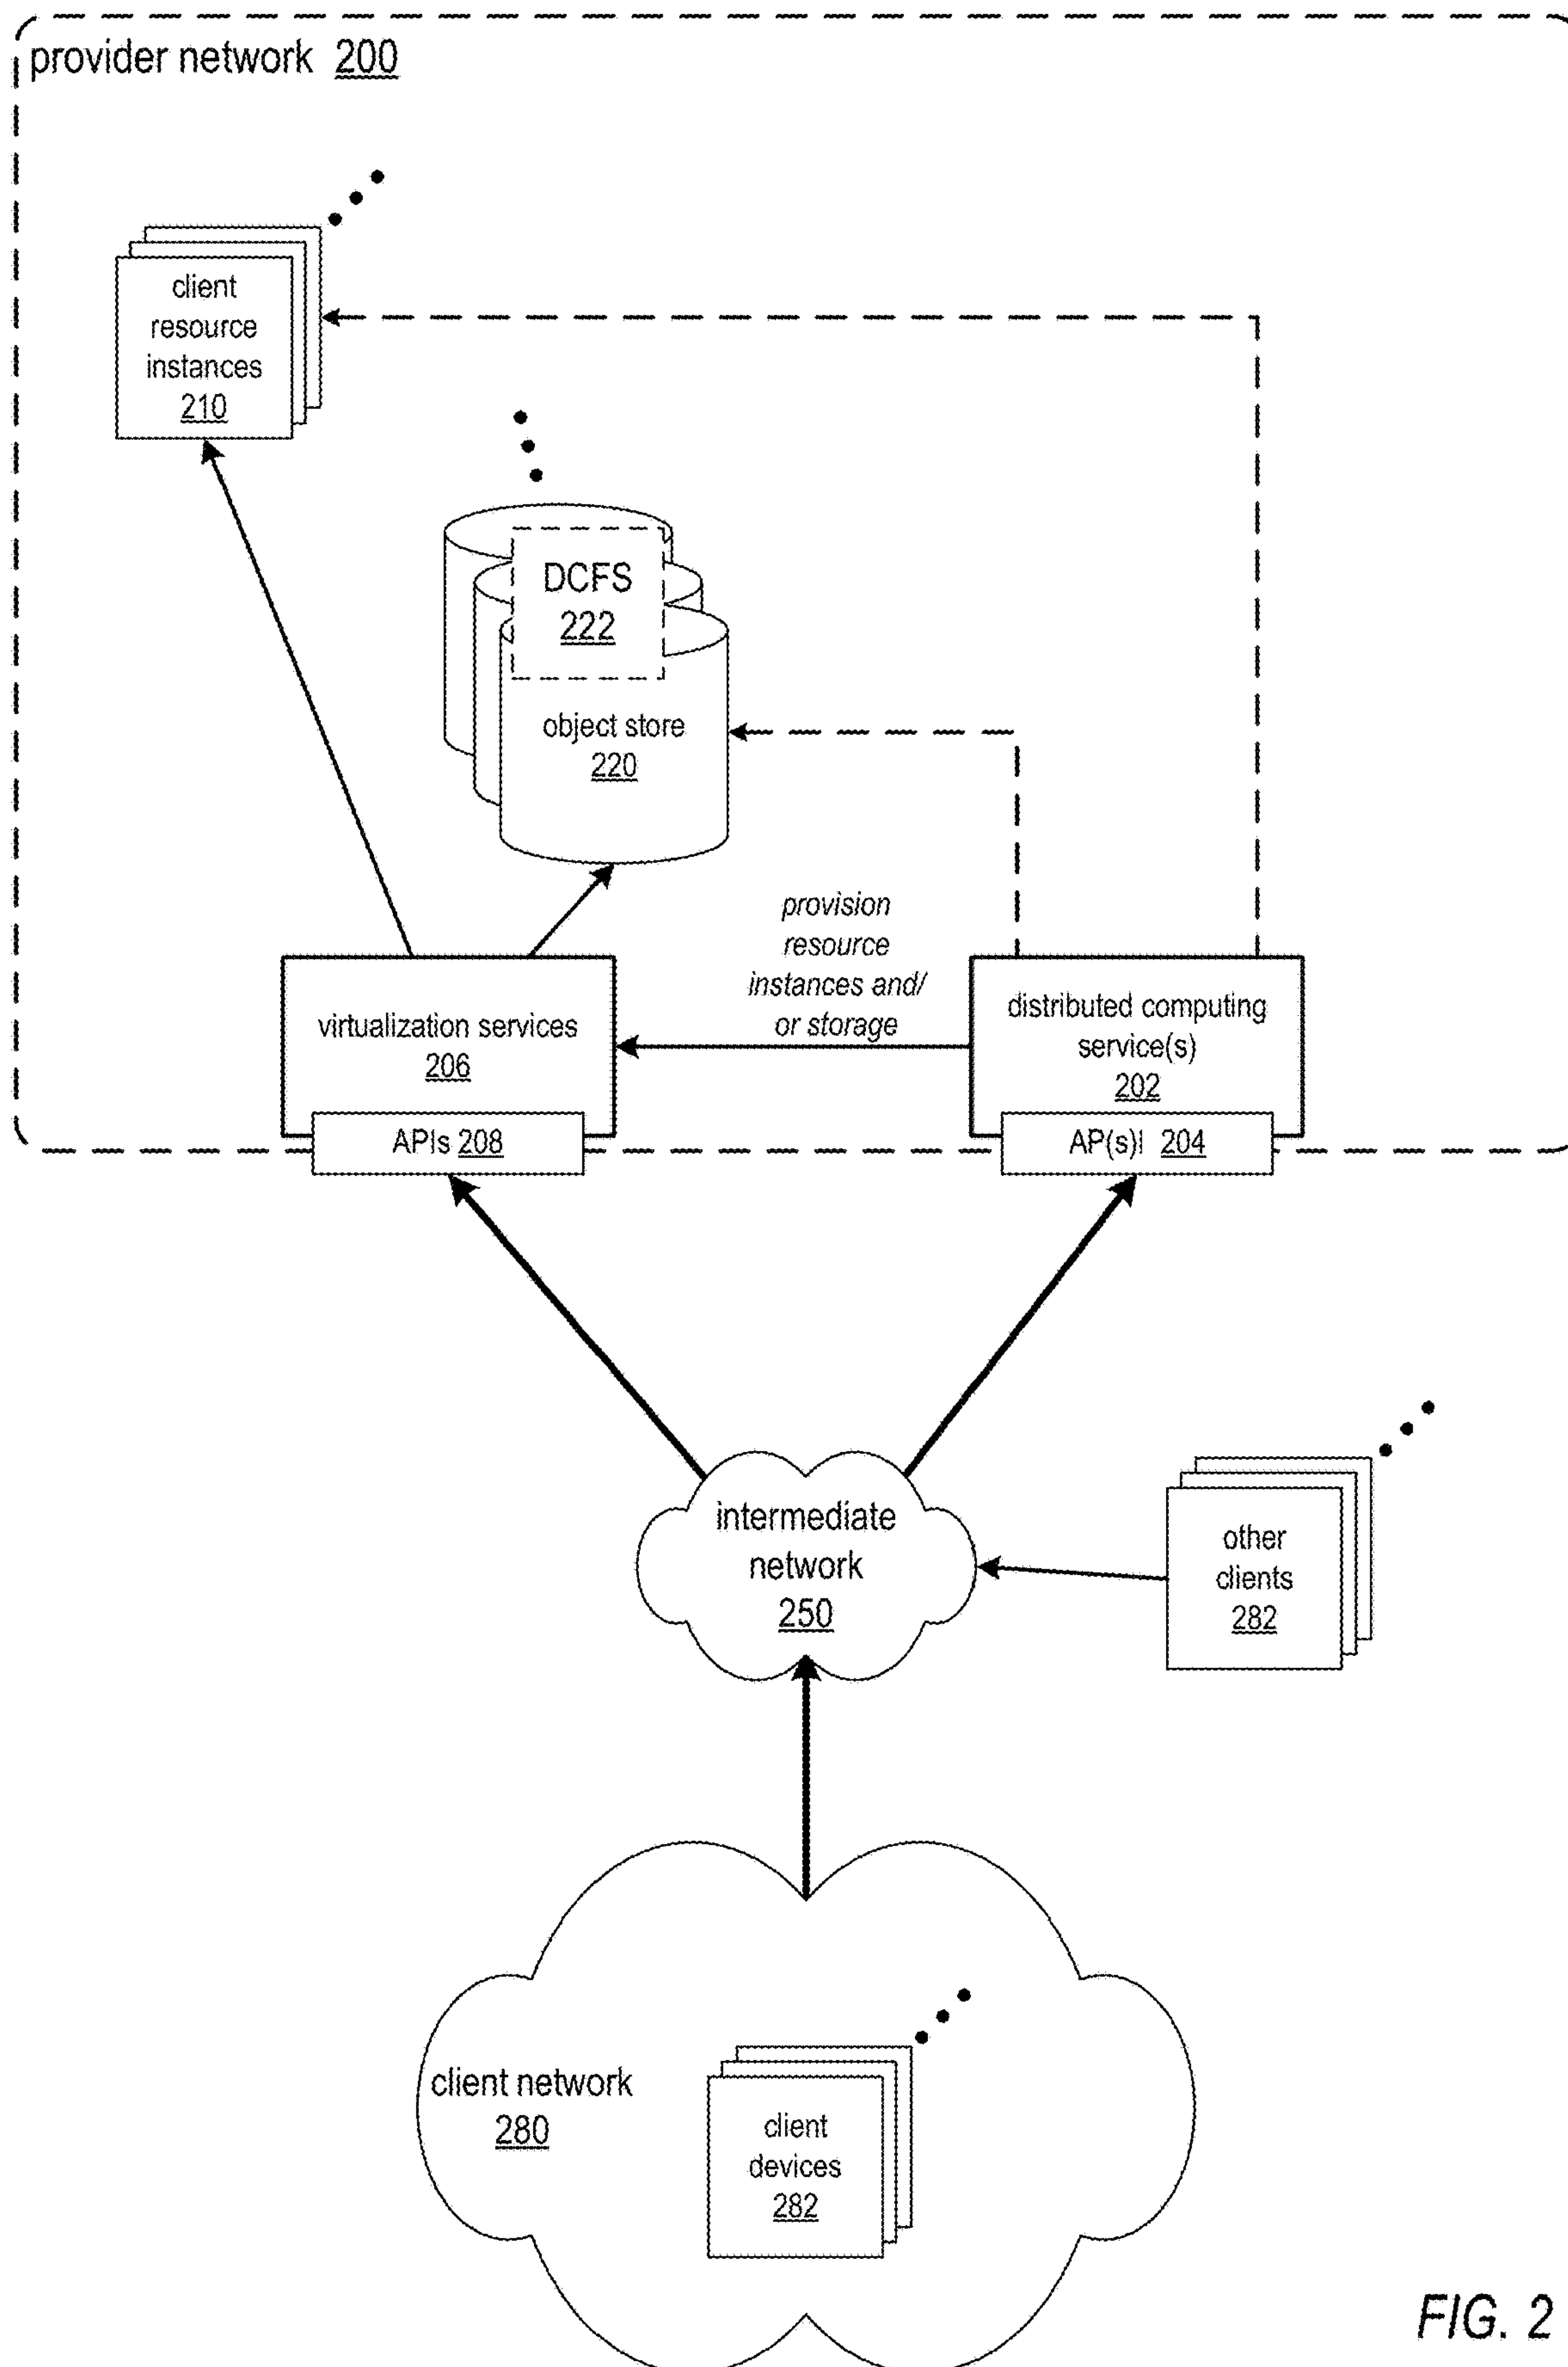 provider network 200
client
resource
instances
210
DCFS
222
object store
220
provision
resource
instances and/
or storage
virtualization services
206
APIs 208
distributed computing
service(s)
202
AP(s)I 204
intermediate
network
250
other
clients
282
client network
280
client
devices
282
FIG. 2